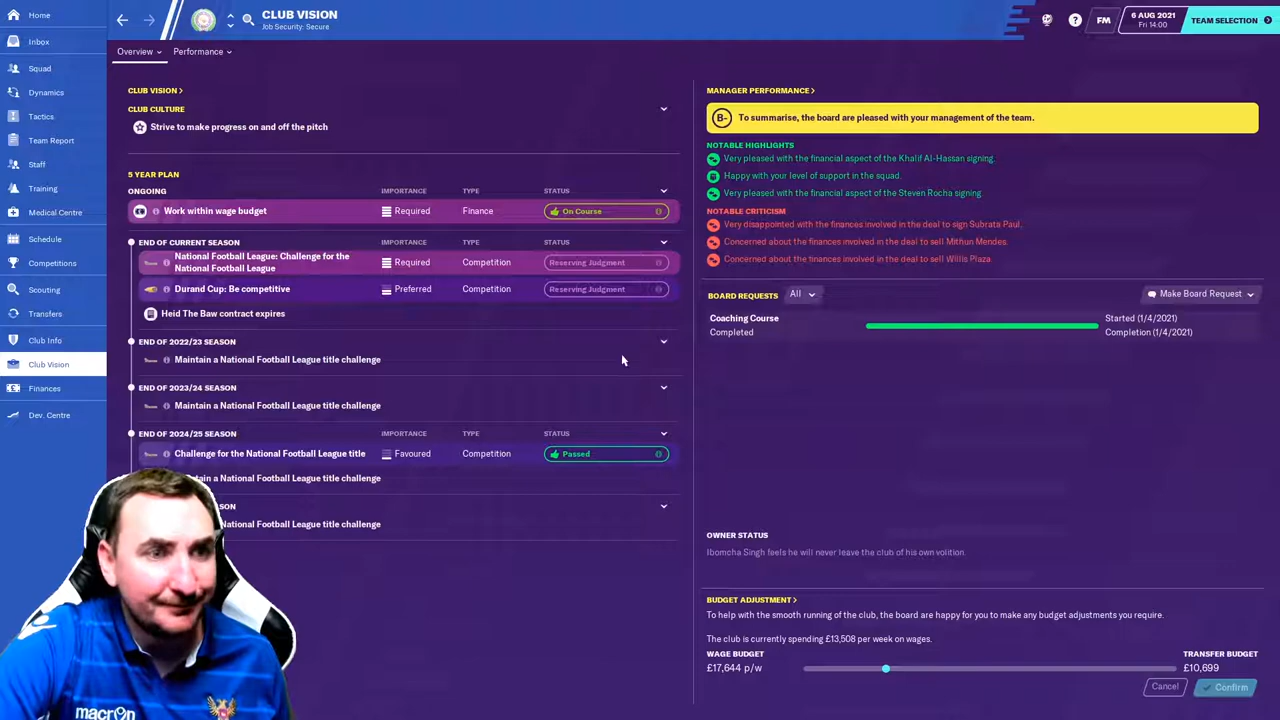 Home
Inbox
Squad
Dynamics
Tactics
Team Report
Staff
Training
Medical Centre
Schedule
Competitions
Scouting
Transfers
Club Info
Club Vision
Finances
Dev. Centre
CLUB VISION
Job Security: Secure
FM
6 AUG 2021
Fri 14:00
TEAM SELECTION
Overview
Performance
CLUB VISION >
CLUB CULTURE
Strive to make progress on and off the pitch
5 YEAR PLAN
ONGOING IMPORTANCE TYPE STATUS
Work within wage budget Required Finance On Course
END OF CURRENT SEASON IMPORTANCE TYPE STATUS
National Football League: Challenge for the
National Football League Required Competition Reserving Judgment
Durand Cup: Be competitive Preferred Competition Reserving Judgment
Heid The Baw contract expires
END OF 2022/23 SEASON
Maintain a National Football League title challenge
END OF 2023/24 SEASON
Maintain a National Football League title challenge
END OF 2024/25 SEASON IMPORTANCE TYPE STATUS
Challenge for the National Football League title Favoured Competition Passed
National Football League title challenge
SEASON
National Football League title challenge
macron
MANAGER PERFORMANCE >
B- To summarise, the board are pleased with your management of the team.
NOTABLE HIGHLIGHTS
Very pleased with the financial aspect of the Khalif Al-Hassan signing.
Happy with your level of support in the squad.
Very pleased with the financial aspect of the Steven Rocha signing
NOTABLE CRITICISM
Very disappointed with the finances involved in the deal to sign Subrata Paul.
Concerned about the finances involved in the deal to sell Mithun Mendes.
Concerned about the finances involved in the deal to sell Willis Plaza.
BOARD REQUESTS All Make Board Request
Coaching Course Started (1/4/2021)
Completed Completion (1/4/2021)
OWNER STATUS
Ibomcha Singh feels he will never leave the club of his own volition.
BUDGET ADJUSTMENT >
To help with the smooth running of the club, the board are happy for you to make any budget adjustments you require.
The club is currently spending £13,508 per week on wages.
WAGE BUDGET TRANSFER BUDGET
£17,644 p/w £10,699
Cancel Confirm